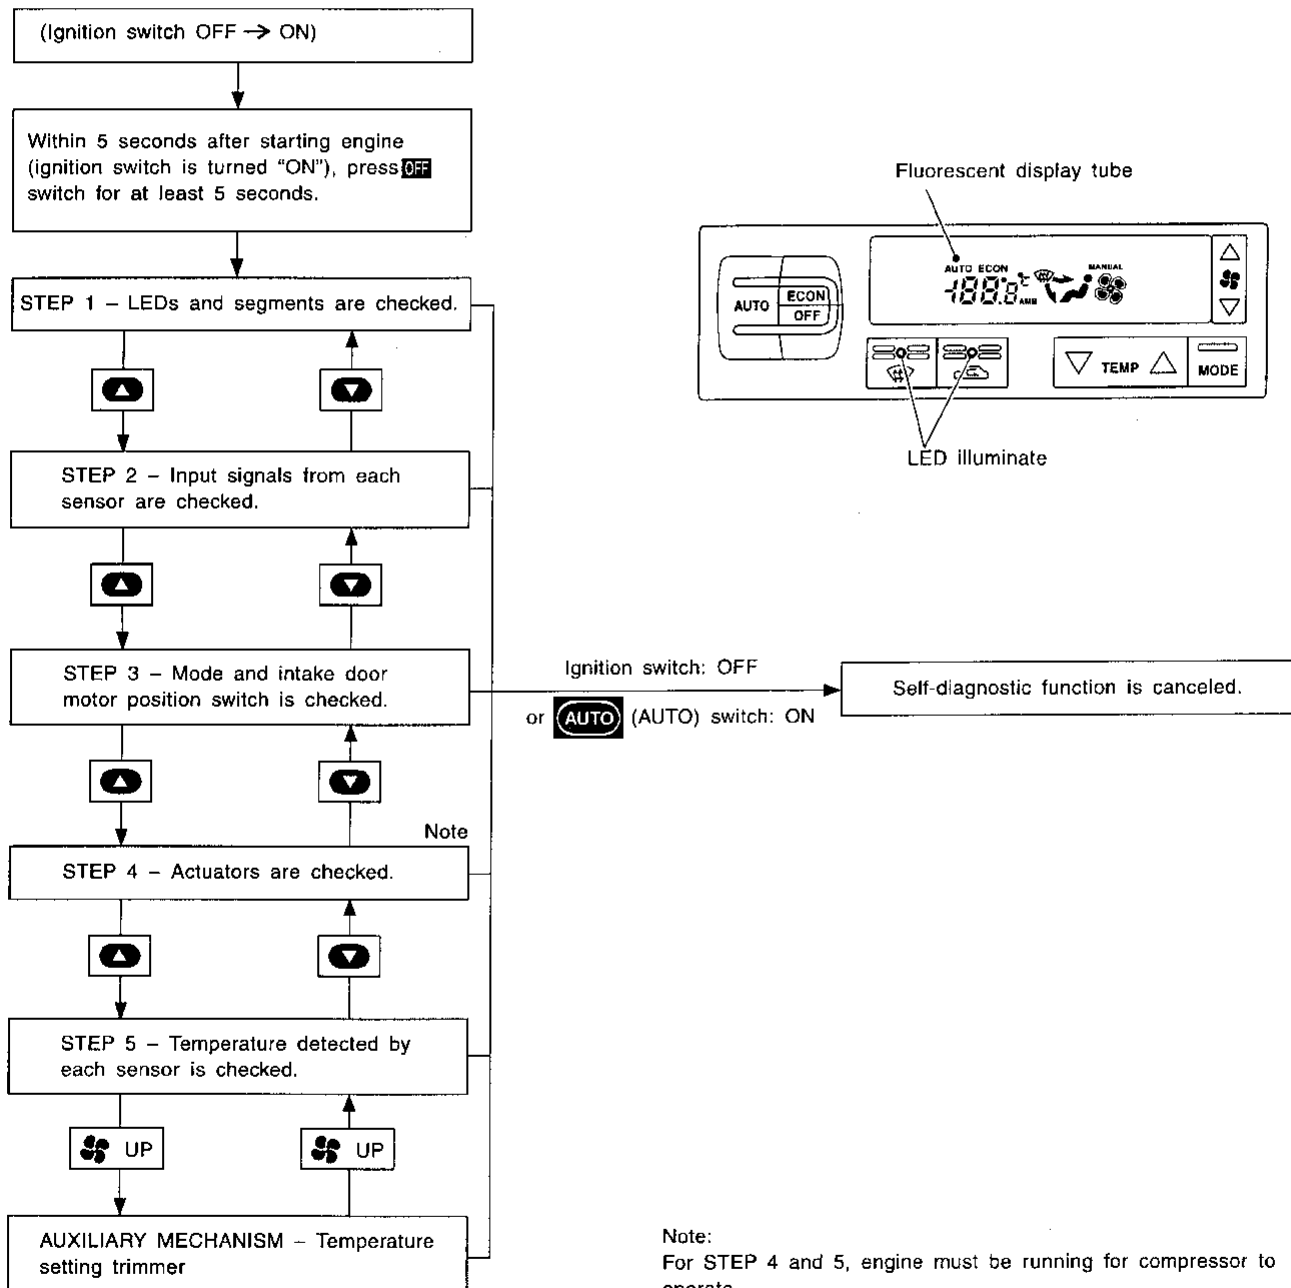 (Ignition switch OFF → ON)
Within 5 seconds after starting engine
(ignition switch is turned “ON”), press OFF
switch for at least 5 seconds.
STEP 1 – LEDs and segments are checked.
STEP 2 – Input signals from each
sensor are checked.
STEP 3 – Mode and intake door
motor position switch is checked.
Note
STEP 4 – Actuators are checked.
STEP 5 – Temperature detected by
each sensor is checked.
UP
UP
AUXILIARY MECHANISM – Temperature
setting trimmer
Ignition switch: OFF
or AUTO (AUTO) switch: ON
Self-diagnostic function is canceled.
Fluorescent display tube
AUTO
ECON
OFF
AUTO ECON
MANUAL
188.8 °C
AMB
TEMP
MODE
LED illuminate
Note:
For STEP 4 and 5, engine must be running for compressor to
operate.